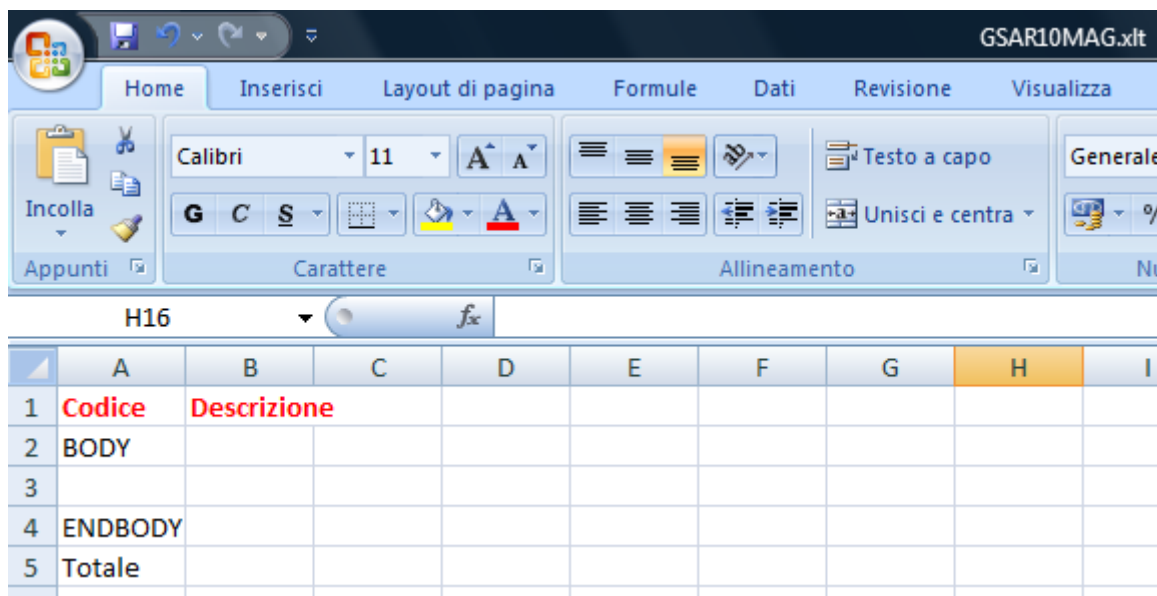 GSAR10MAG.xlt
Home Inserisci Layout di pagina Formule Dati Revisione Visualizza
Calibri 11 A A Testo a capo Generale
Incolla G C S A Unisci e centra %
Appunti Carattere Allineamento
H16 fx
A B C D E F G H I
1 Codice Descrizione
2 BODY
3
4 ENDBODY
5 Totale